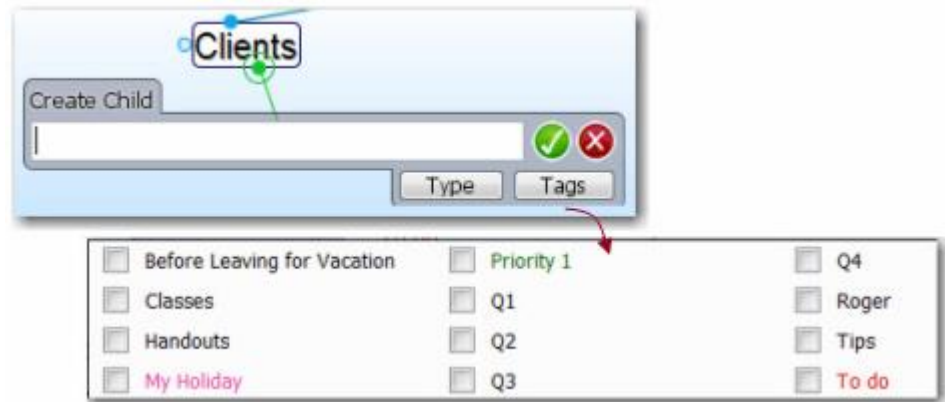 Clients
Create Child
Type Tags
Before Leaving for Vacation Priority 1 Q4
Classes Q1 Roger
Handouts Q2 Tips
My Holiday Q3 To do